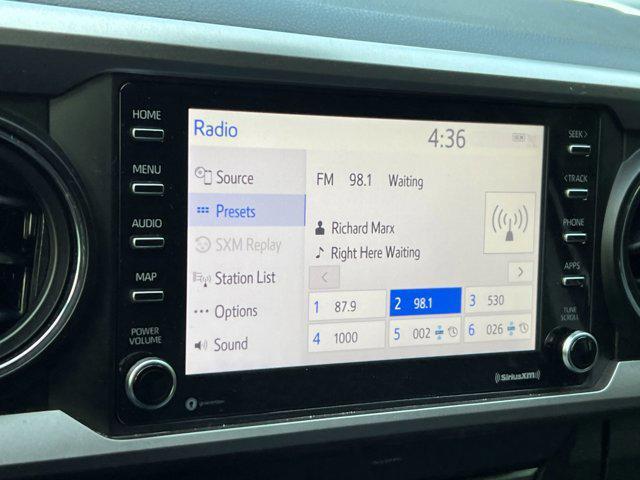 HOME
MENU
AUDIO
MAP
POWER
VOLUME
Radio
4:36
Source
Presets
SXM Replay
Station List
Options
Sound
FM 98.1 Waiting
Richard Marx
Right Here Waiting
< >
1 87.9
2 98.1
3 530
4 1000
5 002
6 026
SEEK>
<TRACK
PHONE
APPS
TUNE
SCROLL
((SiriusXM))